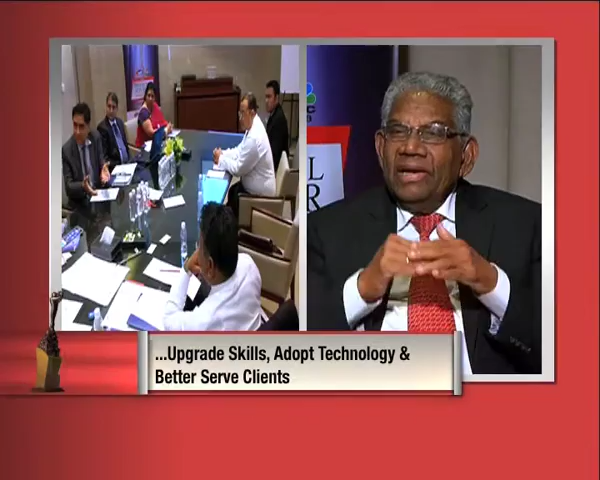 ...Upgrade Skills, Adopt Technology &
Better Serve Clients